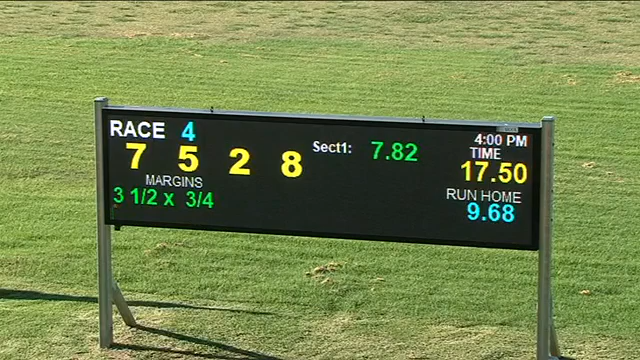 RACE 4
7 5 2 8
MARGINS
3 1/2 x 3/4
Sect1: 7.82
4:00 PM
TIME
17.50
RUN HOME
9.68